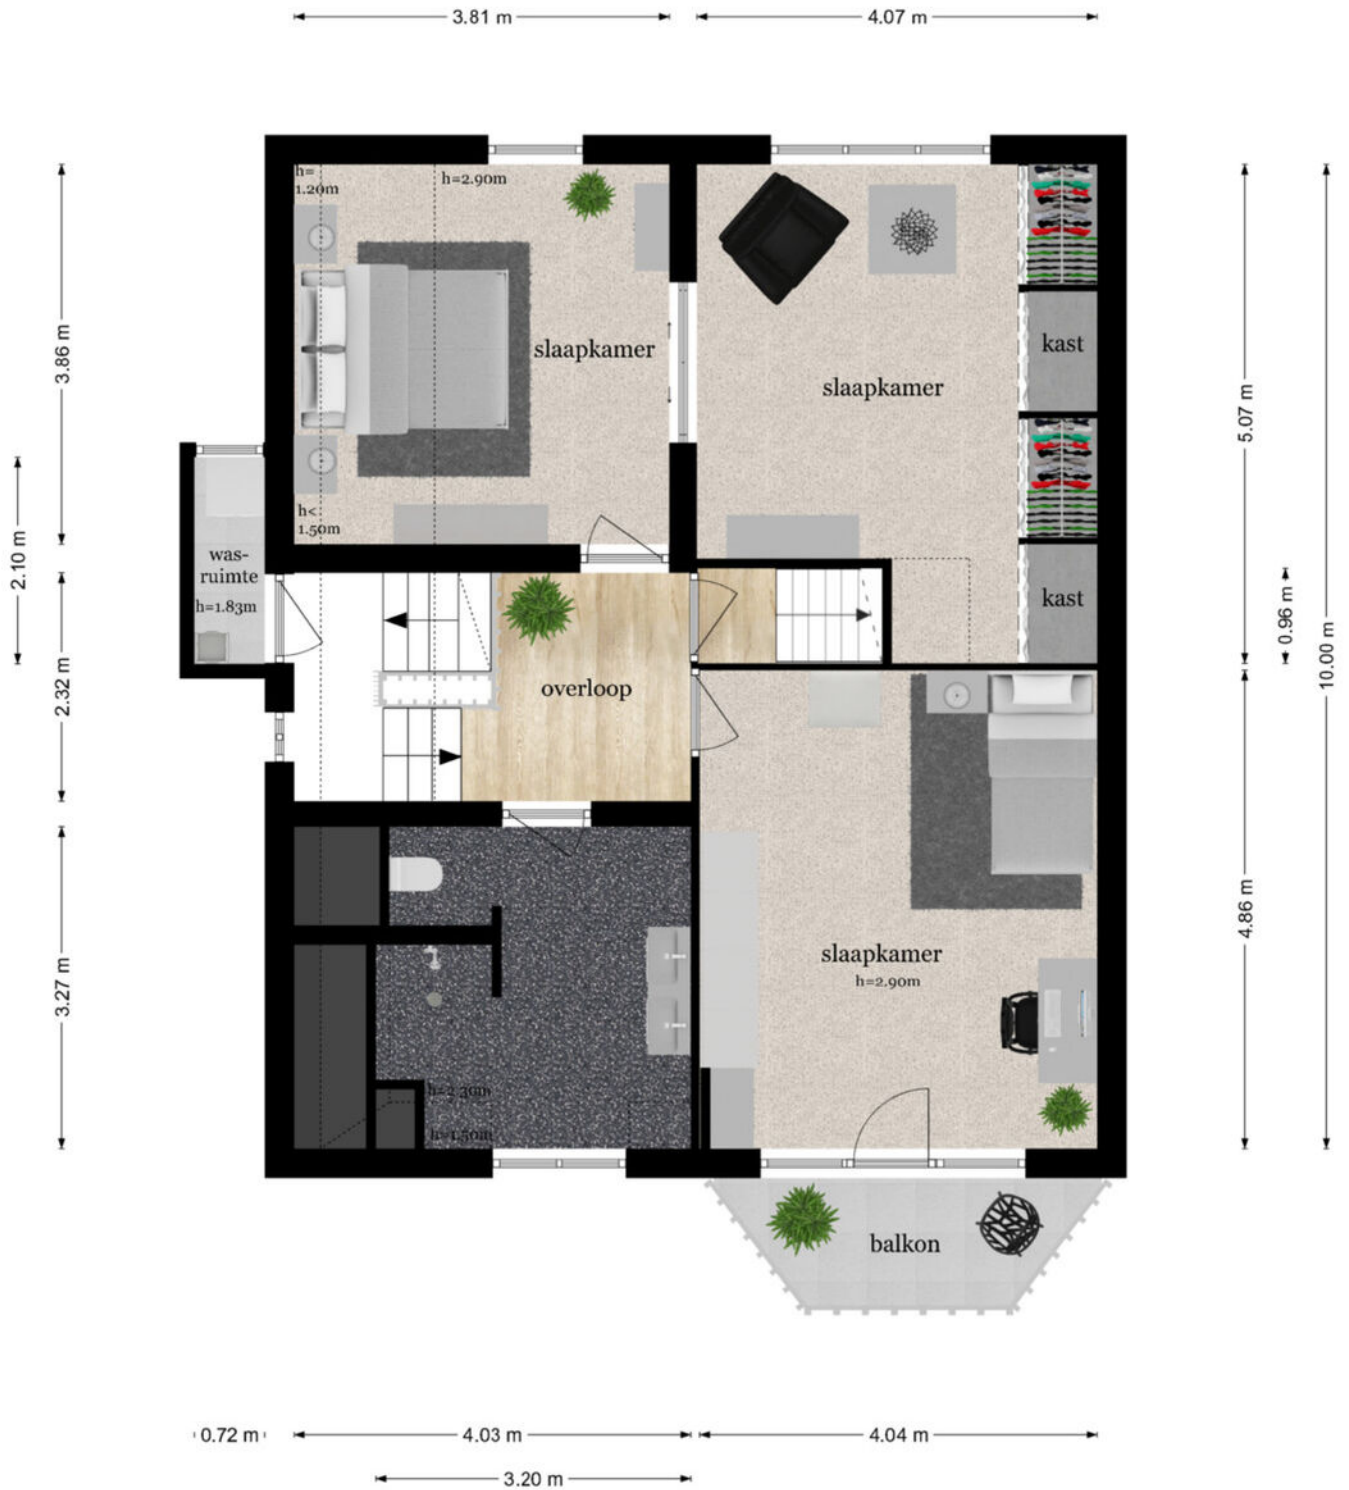 3.81 m
4.07 m
h=
1.20m
h=2.90m
slaapkamer
slaapkamer
kast
3.86 m
5.07 m
h<
1.50m
2.10 m
was-
ruimte
h=1.83m
kast
0.96 m
10.00 m
2.32 m
overloop
slaapkamer
h=2.90m
4.86 m
3.27 m
h=2.30m
h=1.50m
balkon
0.72 m
4.03 m
4.04 m
3.20 m